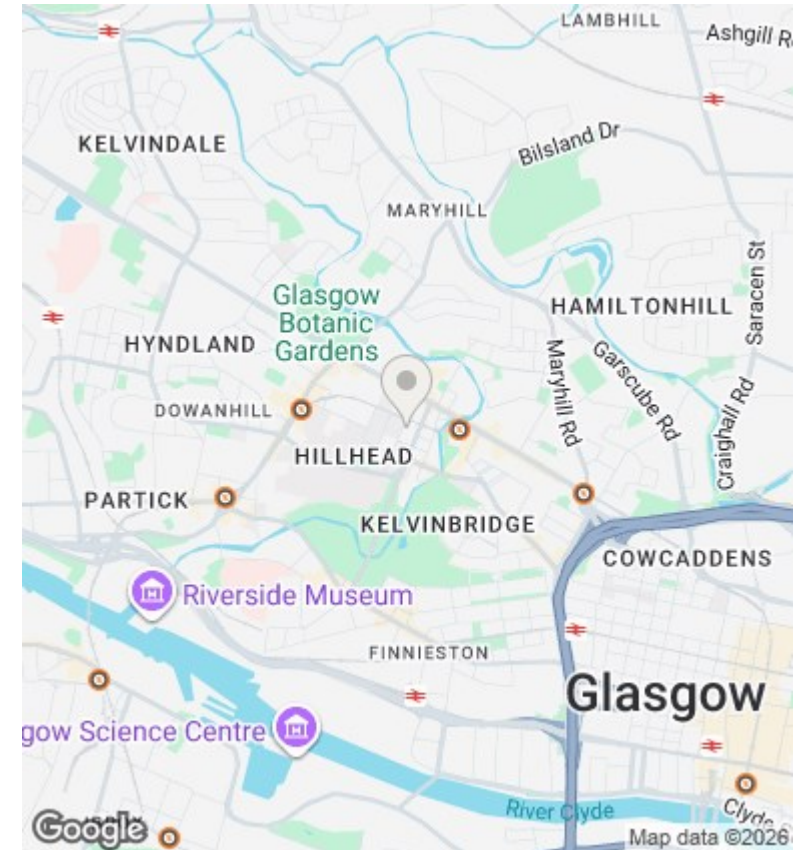 LAMBHILL
Ashgill R
KELVINDALE
Bilsland Dr
MARYHILL
Saracen St
Glasgow
Botanic
Gardens
HAMILTONHILL
HYNDLAND
Maryhill Rd
Garscube Rd
Craighall Rd
DOWANHILL
HILLHEAD
PARTICK
KELVINBRIDGE
COWCADDENS
Riverside Museum
FINNIESTON
Glasgow
gow Science Centre
River Clyde
Clyde
Google
Map data ©2026